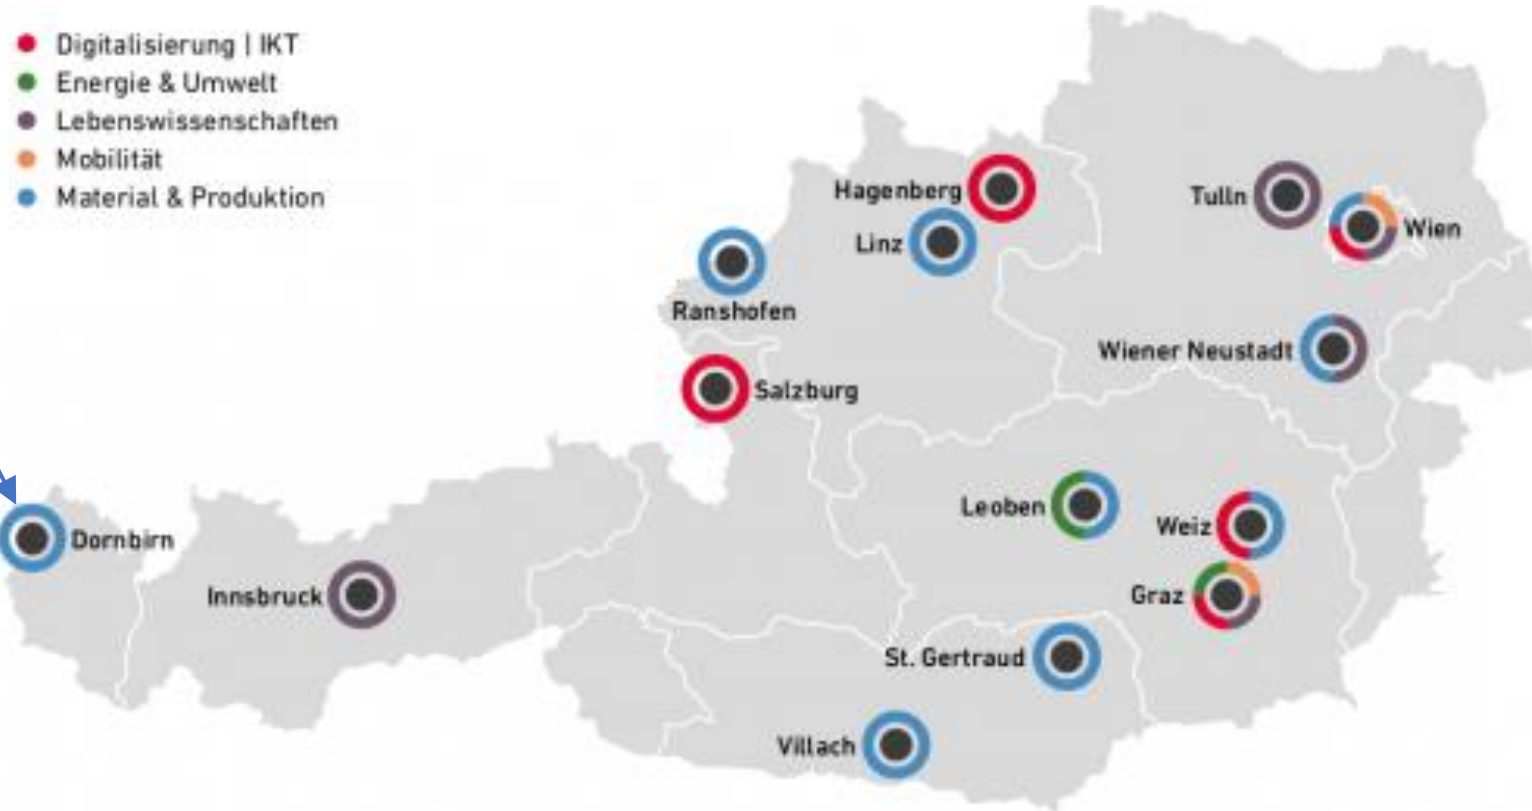 Digitalisierung | IKT
Energie & Umwelt
Lebenswissenschaften
Mobilität
Material & Produktion
Hagenberg
Tulln
Wien
Linz
Ranshofen
Wiener Neustadt
Salzburg
Leoben
Weiz
Dornbirn
Innsbruck
Graz
St. Gertraud
Villach